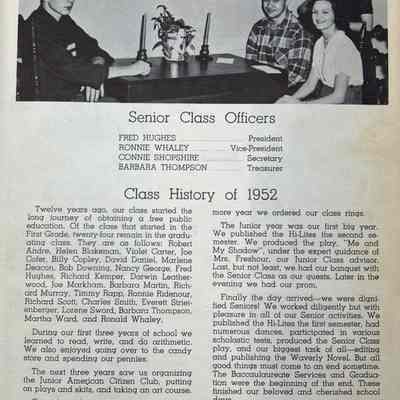 Senior Class Officers
FRED HUGHES President
RONNIE WHALEY Vice-President
CONNIE SHOPSHIRE Secretary
BARBARA THOMPSON Treasurer
Class History of 1952
Twelve years ago, our class started the
long journey of obtaining a free public
education. Of the class that started in the
First Grade, twenty-four remain in the gradu-
ating class. They are as follows: Robert
Andre, Helen Blakeman, Violet Carter, Joe
Cofer, Billy Copley, David Daniel, Marlene
Deacon, Bob Downing, Nancy George, Fred
Hughes, Richard Kemper, Darwin Leather-
wood, Joe Markham, Barbara Martin, Rich-
ard Murray, Timmy Rapp, Ronnie Ridenour,
Richard Scott, Charles Smith, Everett Strieg-
enberger, Lorene Sword, Barbara Thompson,
Martha Ward, and Ronald Whaley.
During our first three years of school we
learned to read, write, and do arithmetic.
We also enjoyed going over to the candy
store and spending our pennies.
The next three years saw us organizing
the Junior American Citizen Club, putting
on plays and skits, and taking an art course.
more year we ordered our class rings.
The Junior year was our first big year.
We published the Hi-Lites the second se-
mester. We produced the play, "Me and
My Shadow", under the expert guidance of
Mrs. Freshour, our Junior Class advisor.
Last, but not least, we had our banquet with
the Senior Class as our guests. Later in the
evening we had our prom.
Finally the day arrived—we were digni-
fied Seniors! We worked diligently but with
pleasure in all of our Senior activities. We
published the Hi-Lites the first semester, had
numerous dances, participated in various
scholastic tests, produced the Senior Class
play, and our biggest task of all—editing
and publishing the Waverly Novel. But all
good things must come to an end sometime.
The Baccalaureate Services and Gradua-
tion were the beginning of the end. These
finished our beloved and cherished school